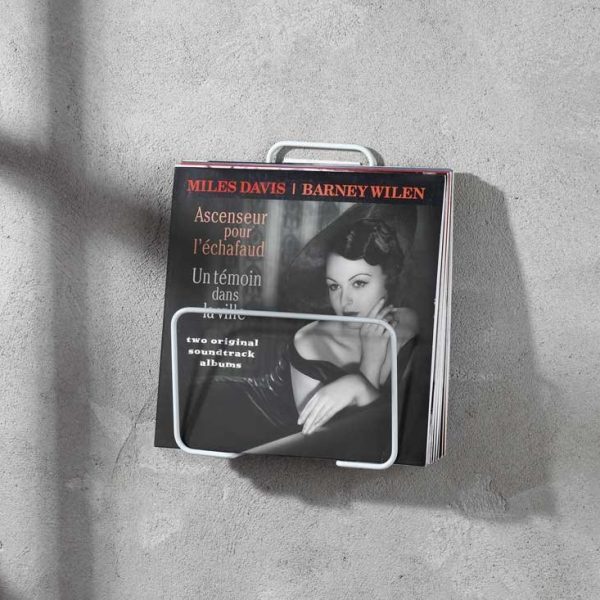 MILES DAVIS | BARNEY WILEN
Ascenseur
pour
l'échafaud
Un témoin
dans
la ville
two original
soundtrack
albums